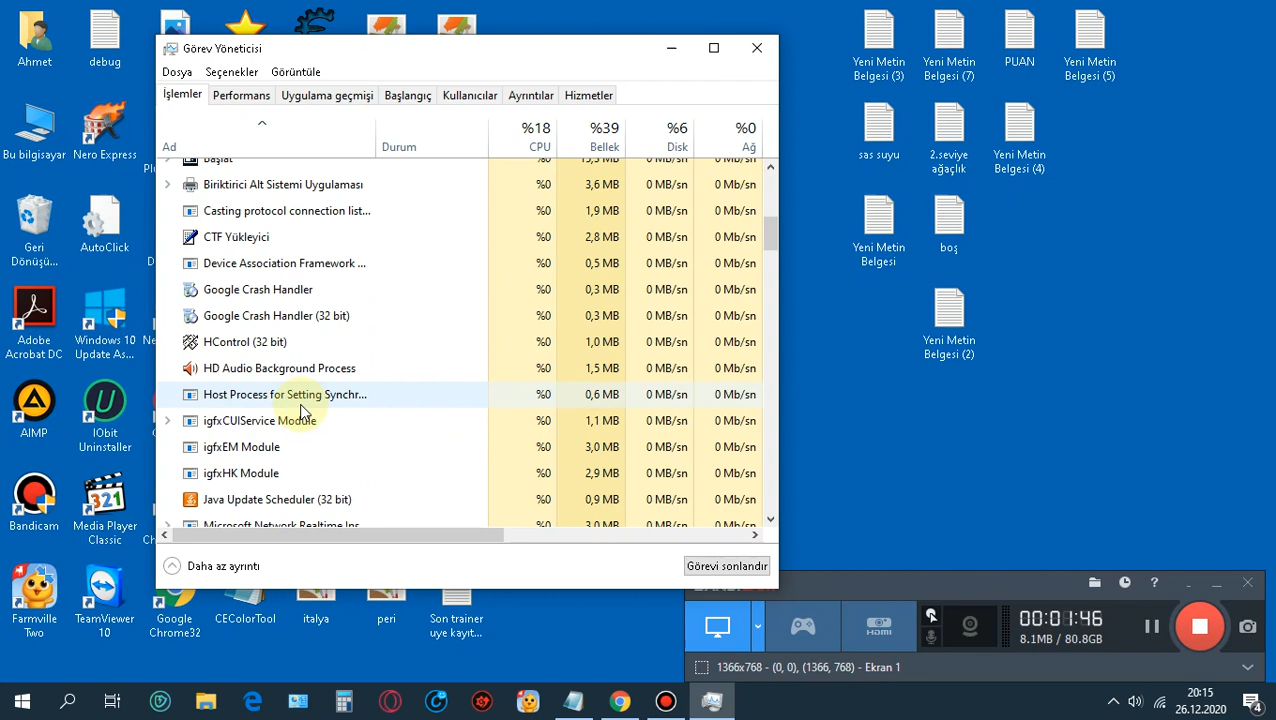 Görev Yöneticisi
Dosya Seçenekler Görüntüle
İşlemler Performans Uygulama geçmişi Başlangıç Kullanıcılar Ayrıntılar Hizmetler
%18 %39 %6 %0
Ad Durum CPU Bellek Disk Ağ
Başlat %0 0 MB/sn 0 Mb/sn
Biriktirici Alt Sistemi Uygulaması %0 3,6 MB 0 MB/sn 0 Mb/sn
Casting protocol connection list... %0 1,9 MB 0 MB/sn 0 Mb/sn
CTF Yükleyici %0 2,8 MB 0 MB/sn 0 Mb/sn
Device Association Framework ... %0 0,5 MB 0 MB/sn 0 Mb/sn
Google Crash Handler %0 0,3 MB 0 MB/sn 0 Mb/sn
Google Crash Handler (32 bit) %0 0,3 MB 0 MB/sn 0 Mb/sn
HControl (32 bit) %0 1,0 MB 0 MB/sn 0 Mb/sn
HD Audio Background Process %0 1,5 MB 0 MB/sn 0 Mb/sn
Host Process for Setting Synchr... %0 0,6 MB 0 MB/sn 0 Mb/sn
igfxCUIService Module %0 1,1 MB 0 MB/sn 0 Mb/sn
igfxEM Module %0 3,0 MB 0 MB/sn 0 Mb/sn
igfxHK Module %0 2,9 MB 0 MB/sn 0 Mb/sn
Java Update Scheduler (32 bit) %0 0,9 MB 0 MB/sn 0 Mb/sn
Microsoft Network Realtime Ins... %0 3,0 MB 0 MB/sn 0 Mb/sn
Daha az ayrıntı Görevi sonlandır
Ahmet
debug
Bu bilgisayar
Nero Express
Geri
Dönüşü...
AutoClick
Adobe
Acrobat DC
Windows 10
Update As...
AIMP
IObit
Uninstaller
Bandicam
Media Player
Classic
Farmville
Two
TeamViewer
10
Google
Chrome32
CEColorTool
italya
peri
Son trainer
uye kayıt...
Yeni Metin
Belgesi (3)
Yeni Metin
Belgesi (7)
PUAN
Yeni Metin
Belgesi (5)
sas suyu
2.seviye
ağaçlık
Yeni Metin
Belgesi (4)
Yeni Metin
Belgesi
boş
Yeni Metin
Belgesi (2)
HDMI
00:01:46
8.1MB / 80.8GB
1366x768 - (0, 0), (1366, 768) - Ekran 1
20:15
26.12.2020
4